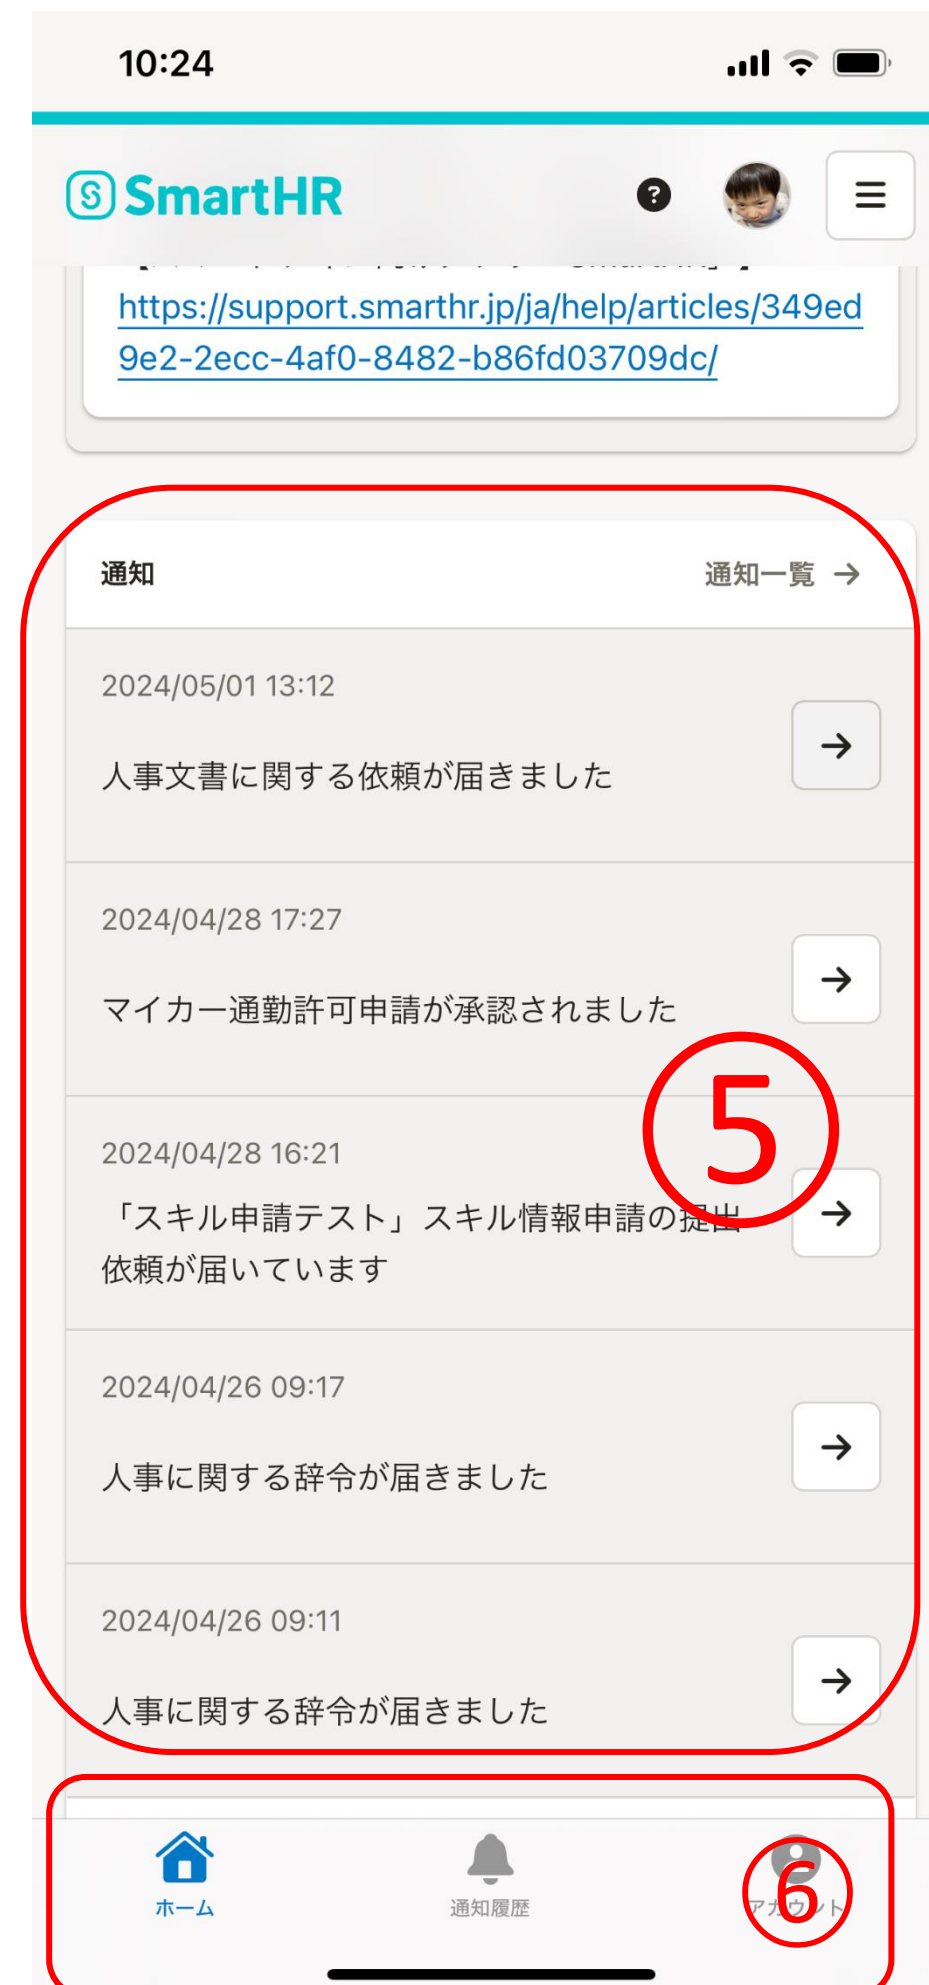 10:24
SmartHR
https://support.smarthr.jp/ja/help/articles/349ed
9e2-2ecc-4af0-8482-b86fd03709dc/
通知
通知一覧 →
2024/05/01 13:12
人事文書に関する依頼が届きました
2024/04/28 17:27
マイカー通勤許可申請が承認されました
⑤
2024/04/28 16:21
「スキル申請テスト」スキル情報申請の提出
依頼が届いています
2024/04/26 09:17
人事に関する辞令が届きました
2024/04/26 09:11
人事に関する辞令が届きました
ホーム
通知履歴
アカウント
⑥